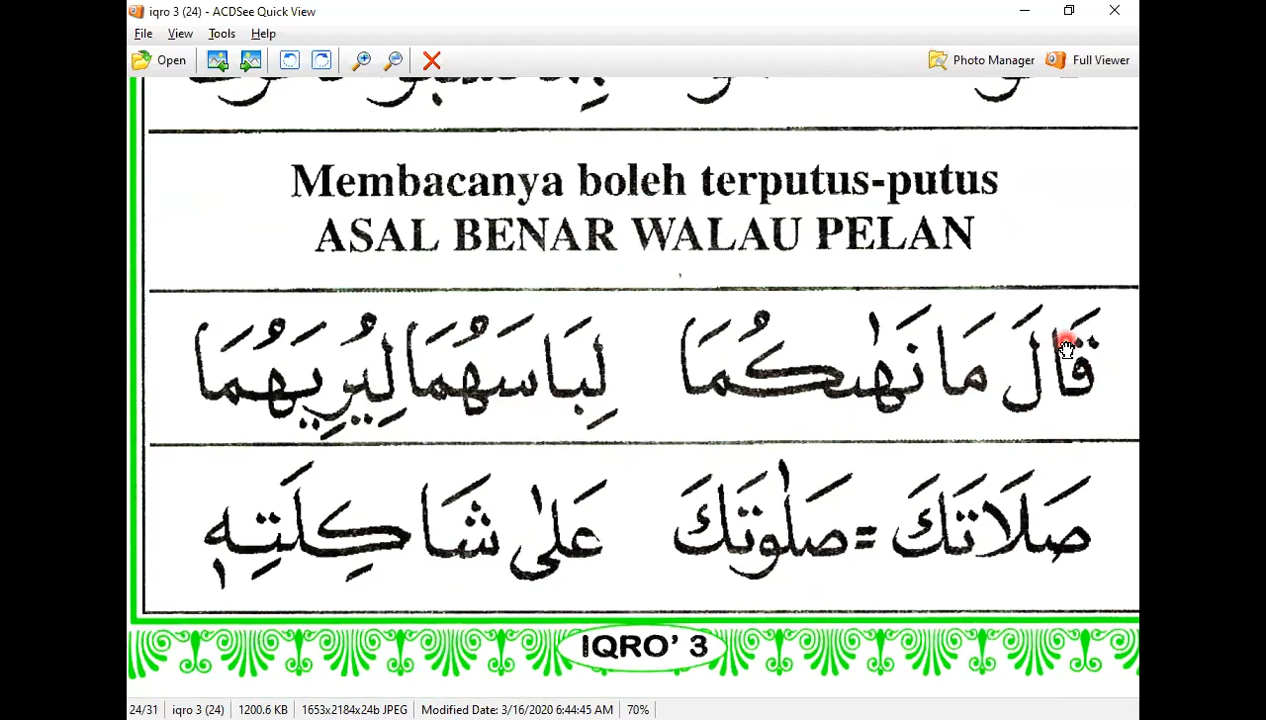 iqro 3 (24) - ACDSee Quick View
File View Tools Help
Open Photo Manager Full Viewer
Membacanya boleh terputus-putus
ASAL BENAR WALAU PELAN
قَالَ مَا نَهٰىكُمَا لِبَاسَهُمَا لِيُرِيَهُمَا
صَلَاتَكَ = صَلٰوتَكَ عَلٰى شَاكِلَتِهٖ
IQRO’ 3
24/31 iqro 3 (24) 1200.6 KB 1653x2184x24b JPEG Modified Date: 3/16/2020 6:44:45 AM 70%